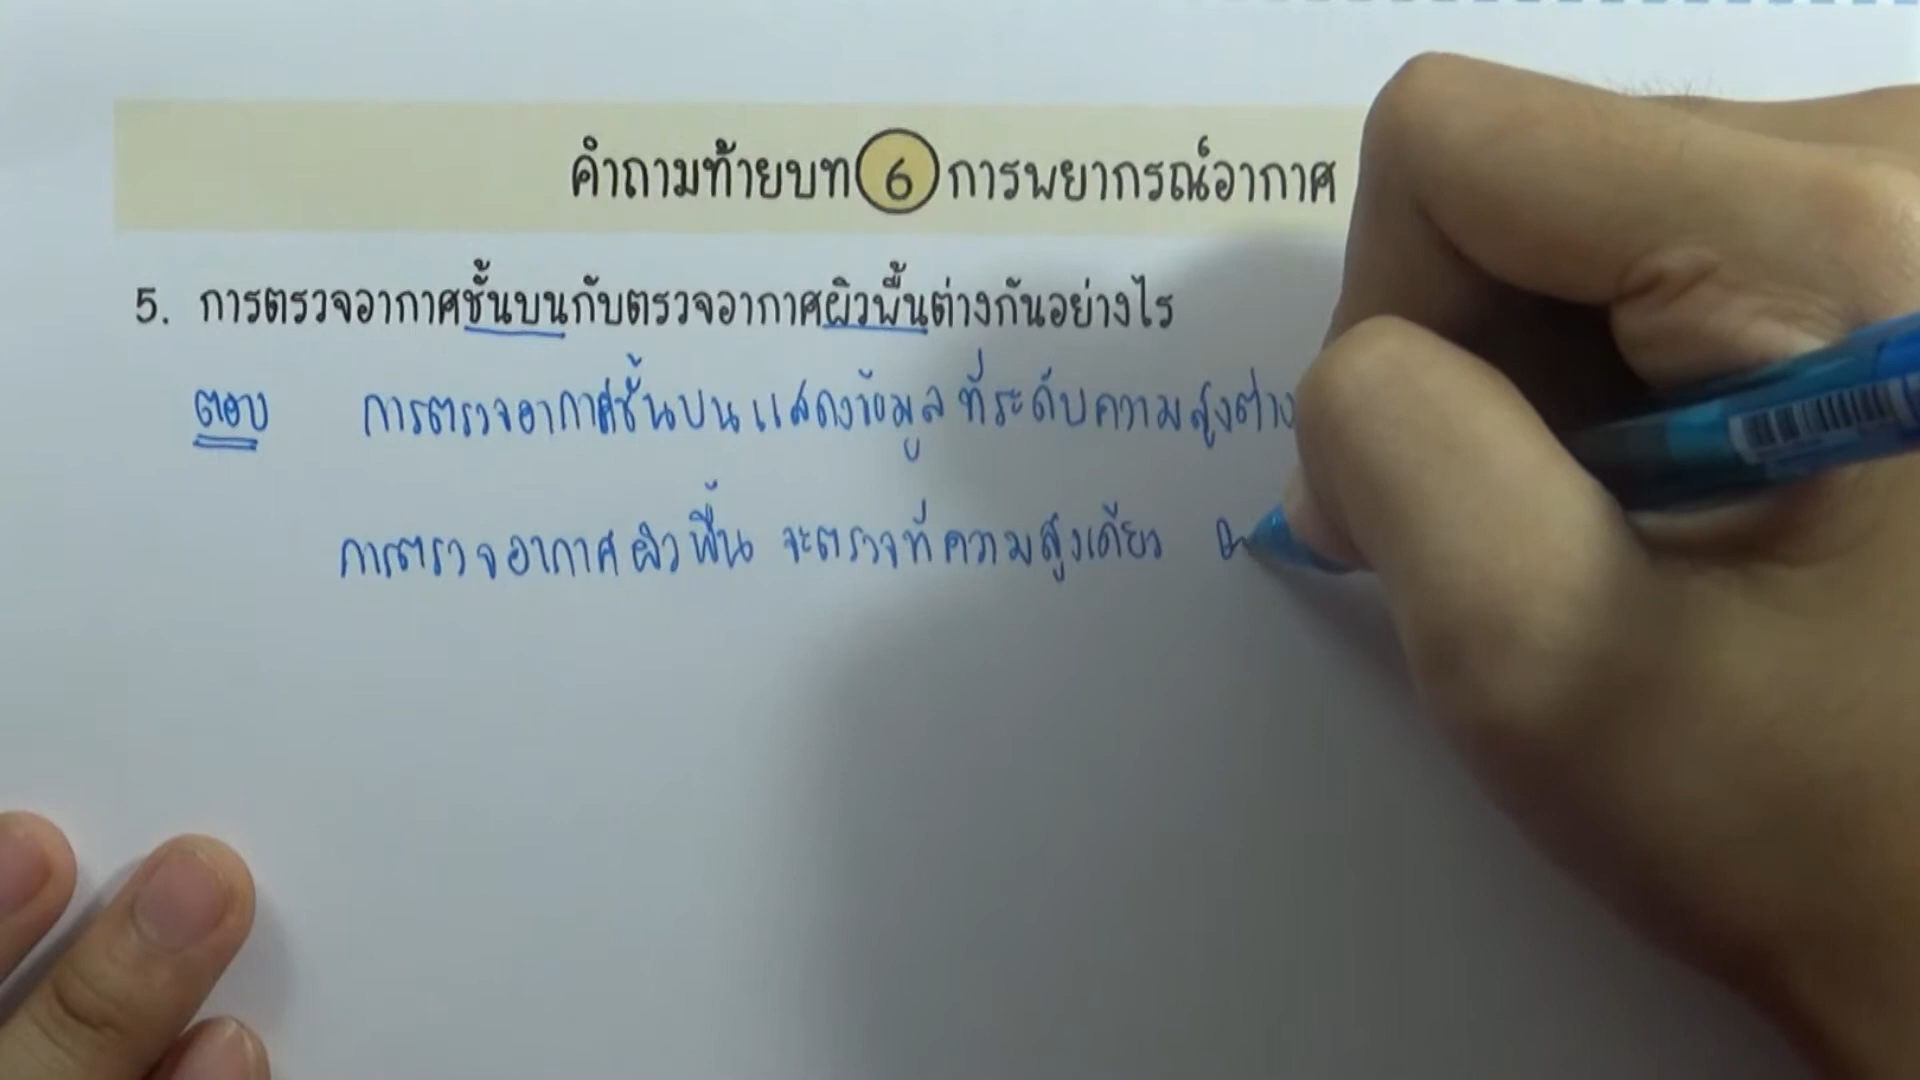 คำถามท้ายบท 6 การพยากรณ์อากาศ
5. การตรวจอากาศชั้นบนกับตรวจอากาศผิวพื้นต่างกันอย่างไร
ตอบ การตรวจอากาศชั้นบนแสดงข้อมูลที่ระดับความสูงต่าง
การตรวจอากาศผิวพื้น จะตรวจที่ความสูงเดียว